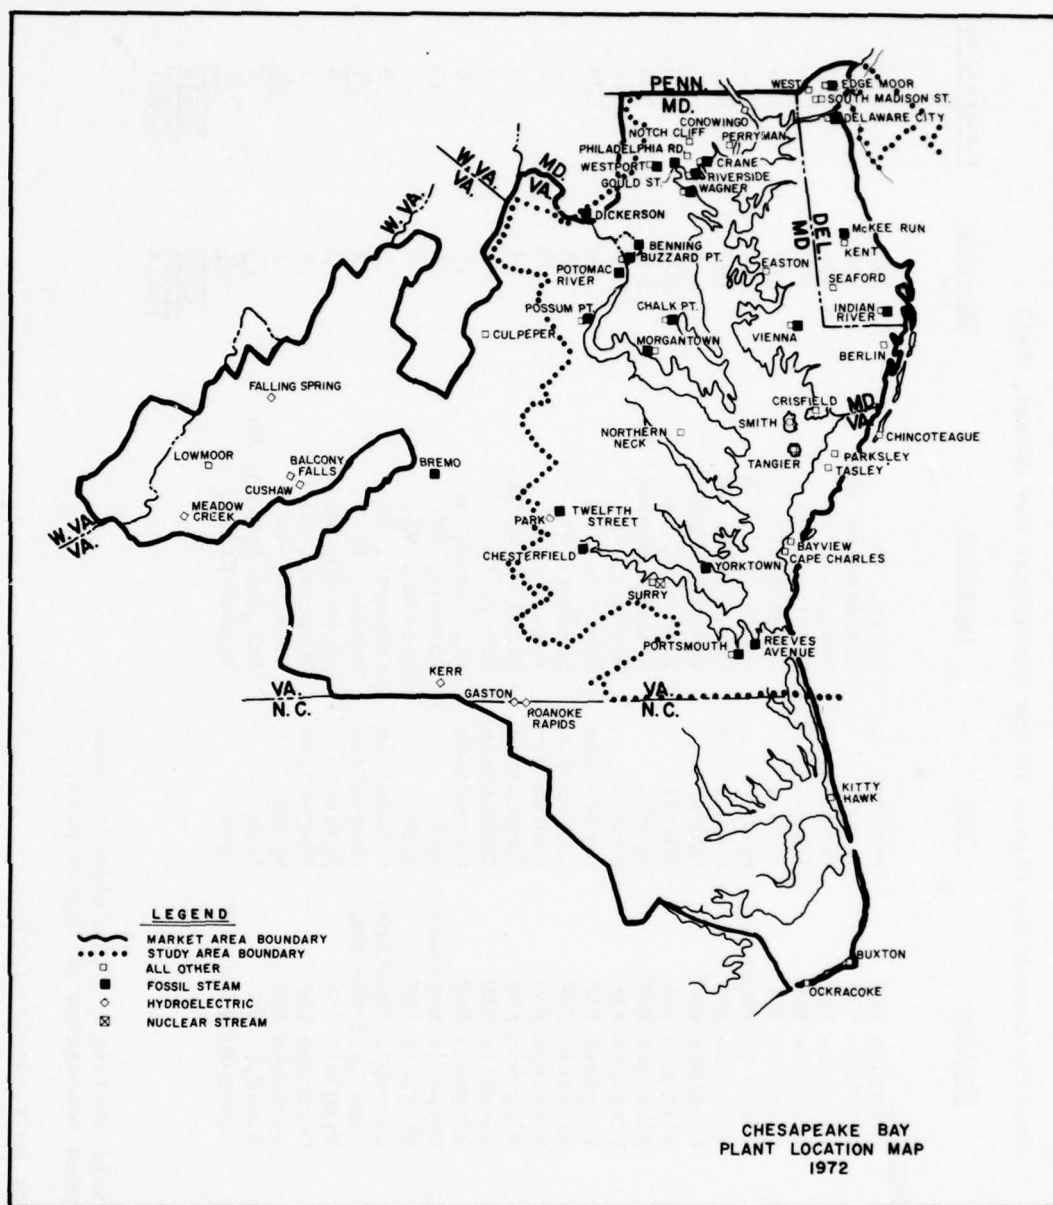 PENN.
MD.
WEST
EDGE MOOR
SOUTH MADISON ST.
DELAWARE CITY
CONOWINGO
NOTCH CLIFF
PERRYMAN
PHILADELPHIA RD.
WESTPORT
CRANE
GOULD ST.
RIVERSIDE
WAGNER
W. VA.
VA.
MD.
VA.
W. VA.
DICKERSON
DEL.
MD
MCKEE RUN
KENT
BENNING
BUZZARD PT.
POTOMAC
RIVER
EASTON
SEAFORD
POSSUM PT.
CHALK PT.
INDIAN
RIVER
CULPEPER
VIENNA
MORGANTOWN
BERLIN
FALLING SPRING
CRISFIELD
MD.
VA.
SMITH
CHINCOTEAGUE
NORTHERN
NECK
TANGIER
PARKSLEY
TASLEY
LOWMOOR
BALCONY
FALLS
CUSHAW
BREMO
MEADOW
CREEK
W. VA.
VA.
PARK
TWELFTH
STREET
CHESTERFIELD
BAYVIEW
CAPE CHARLES
YORKTOWN
SURRY
PORTSMOUTH
REEVES
AVENUE
KERR
GASTON
VA.
N. C.
ROANOKE
RAPIDS
VA.
N. C.
KITTY
HAWK
BUXTON
OCKRACOKE
LEGEND
MARKET AREA BOUNDARY
STUDY AREA BOUNDARY
ALL OTHER
FOSSIL STEAM
HYDROELECTRIC
NUCLEAR STREAM
CHESAPEAKE BAY
PLANT LOCATION MAP
1972